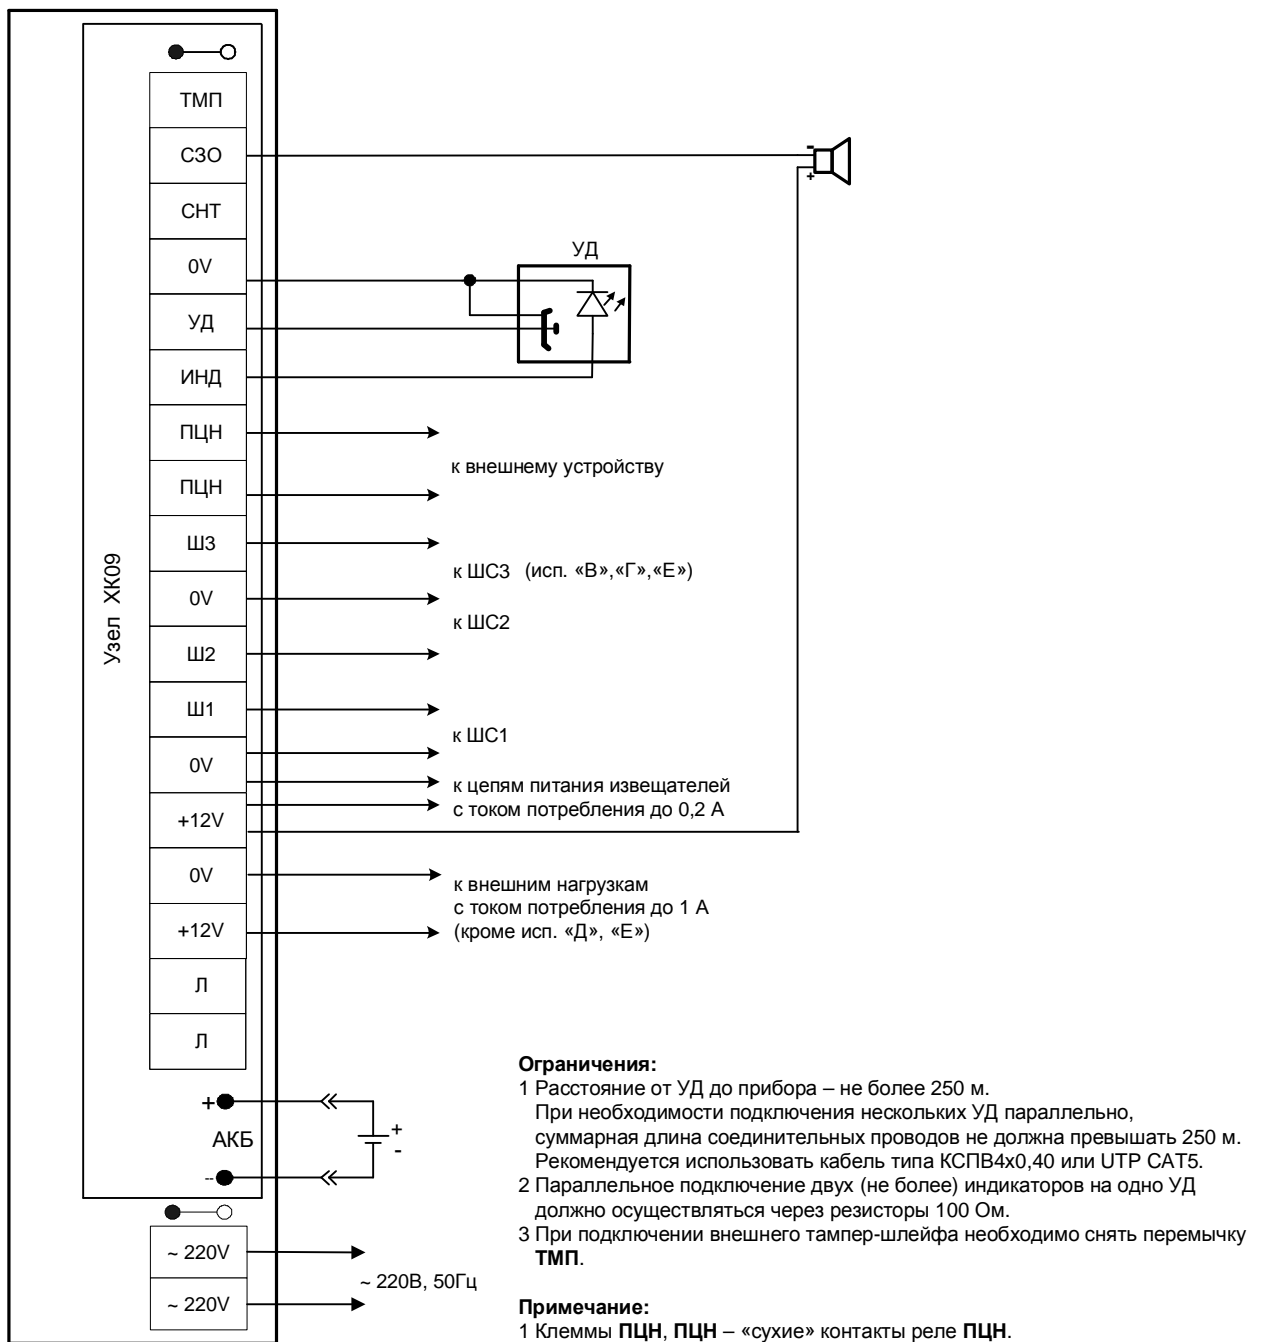 ТМП
СЗО
СНТ
0V
УД
ИНД
ПЦН
ПЦН
Ш3
0V
Ш2
Ш1
0V
+12V
0V
+12V
Л
Л
Узел ХК09
-
+
УД
к внешнему устройству
к ШС3 (исп. «В»,«Г»,«Е»)
к ШС2
к ШС1
к цепям питания извещателей
с током потребления до 0,2 А
к внешним нагрузкам
с током потребления до 1 А
(кроме исп. «Д», «Е»)
+
АКБ
--
+
-
~ 220V
~ 220V
~ 220В, 50Гц
Ограничения:
1 Расстояние от УД до прибора – не более 250 м.
При необходимости подключения нескольких УД параллельно,
суммарная длина соединительных проводов не должна превышать 250 м.
Рекомендуется использовать кабель типа КСПВ4х0,40 или UTP CAT5.
2 Параллельное подключение двух (не более) индикаторов на одно УД
должно осуществляться через резисторы 100 Ом.
3 При подключении внешнего тампер-шлейфа необходимо снять перемычку
ТМП.
Примечание:
1 Клеммы ПЦН, ПЦН – «сухие» контакты реле ПЦН.